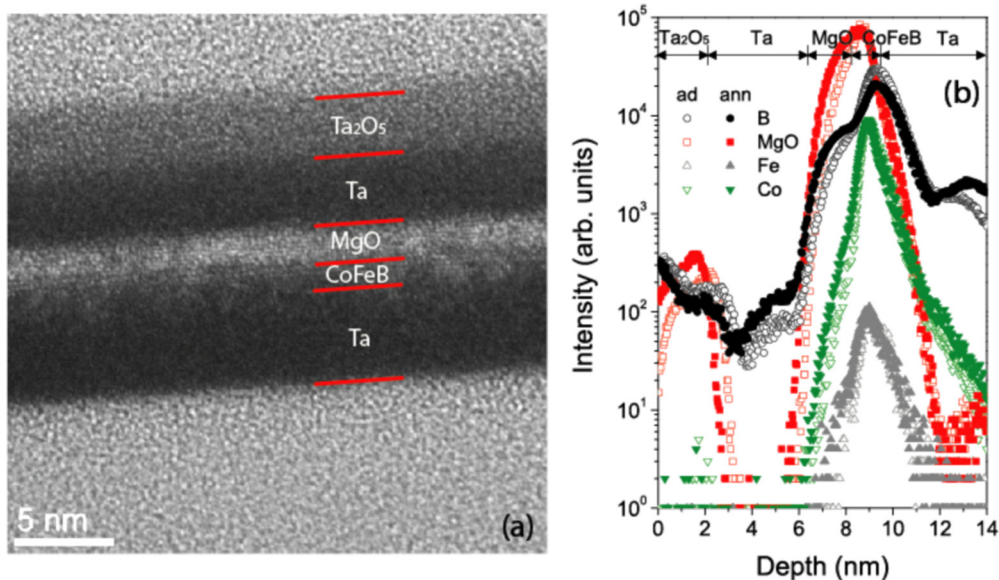 Ta₂O₅
Ta
MgO
CoFeB
Ta
5 nm
(a)
10⁵
10⁴
10³
10²
10¹
10⁰
Intensity (arb. units)
Ta₂O₅ Ta MgO CoFeB Ta
(b)
ad ann
B
MgO
Fe
Co
0 2 4 6 8 10 12 14
Depth (nm)